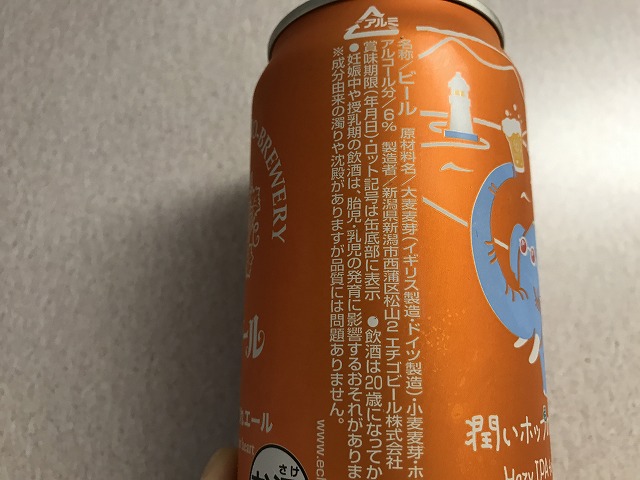 アルミ
名称/ビール 原材料名/大麦麦芽(イギリス製造・ドイツ製造)・小麦麦芽・ホ
アルコール分/6% 製造者/新潟県新潟市西蒲区松山2 エチゴビール株式会社
賞味期限(年月日)・ロット記号は缶底部に表示 ●飲酒は20歳になってか
●妊娠中や授乳期の飲酒は、胎児・乳児の発育に影響するおそれがありま
※成分由来の濁りや沈殿がありますが品質には問題ありません。
BREWERY
ール
エール
heart
www.ec
さけ
潤いホップ
Hazy IPA